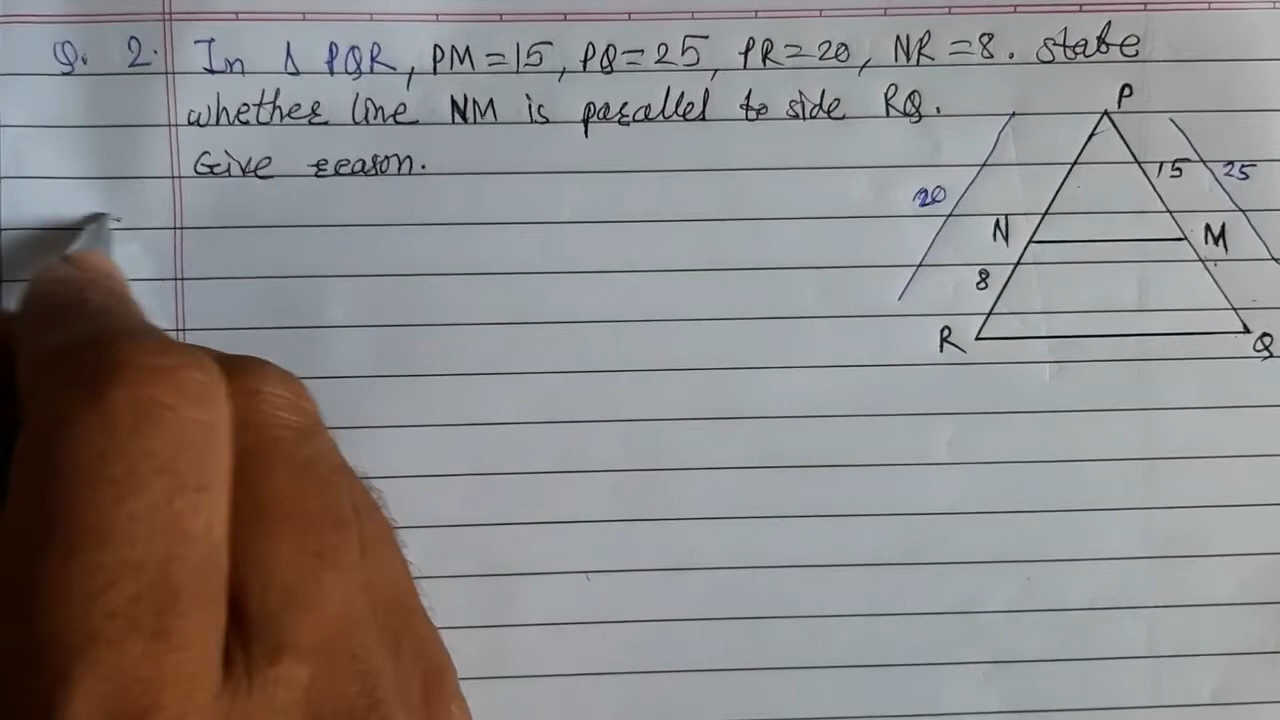 Q. 2. In Δ PQR, PM=15, PQ=25, PR=20, NR=8. state
whether line NM is parallel to side RQ.
Give reason.
P
20
15
25
N
M
8
R
Q